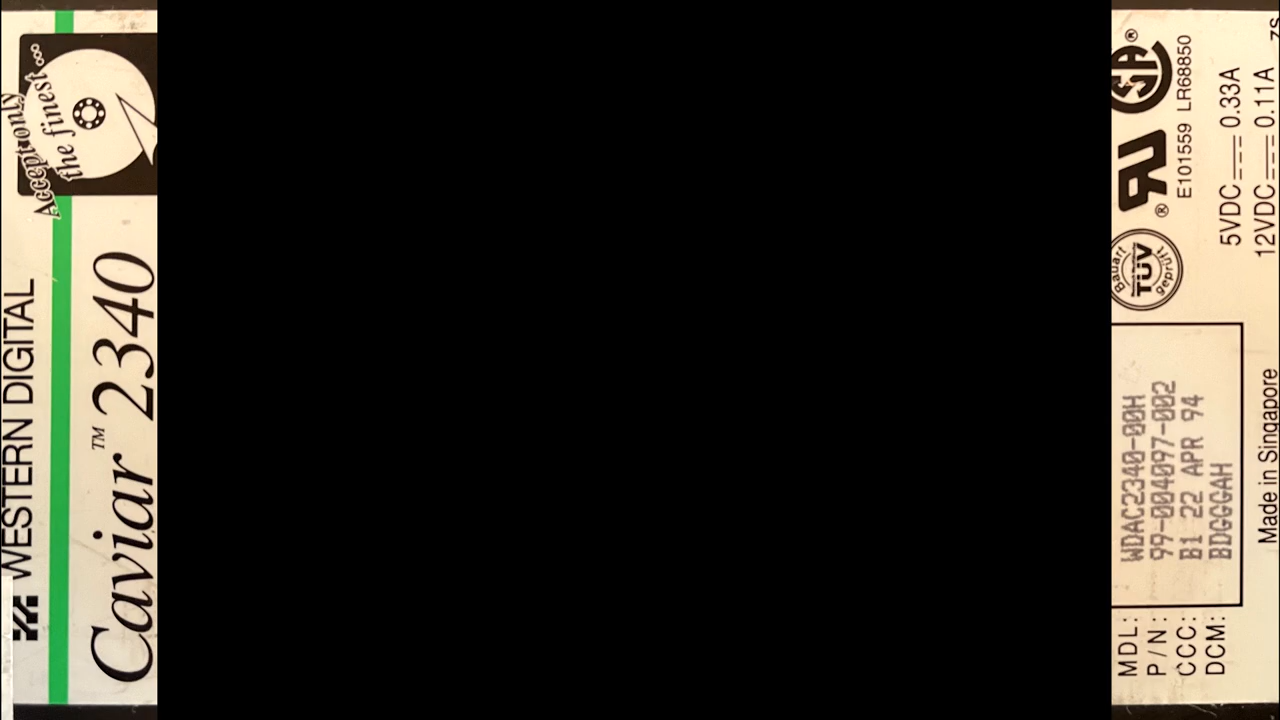 WESTERN DIGITAL
Caviar™ 2340
Accept only
the finest...
MDL: WDAC2340-00H
P/N: 99-004097-002
CCC: B1 22 APR 94
DCM: BDGGGAH
Bauart
TÜV
geprüft
® ®
E101559 LR68850
5VDC 0.33A
12VDC 0.11A
Made in Singapore